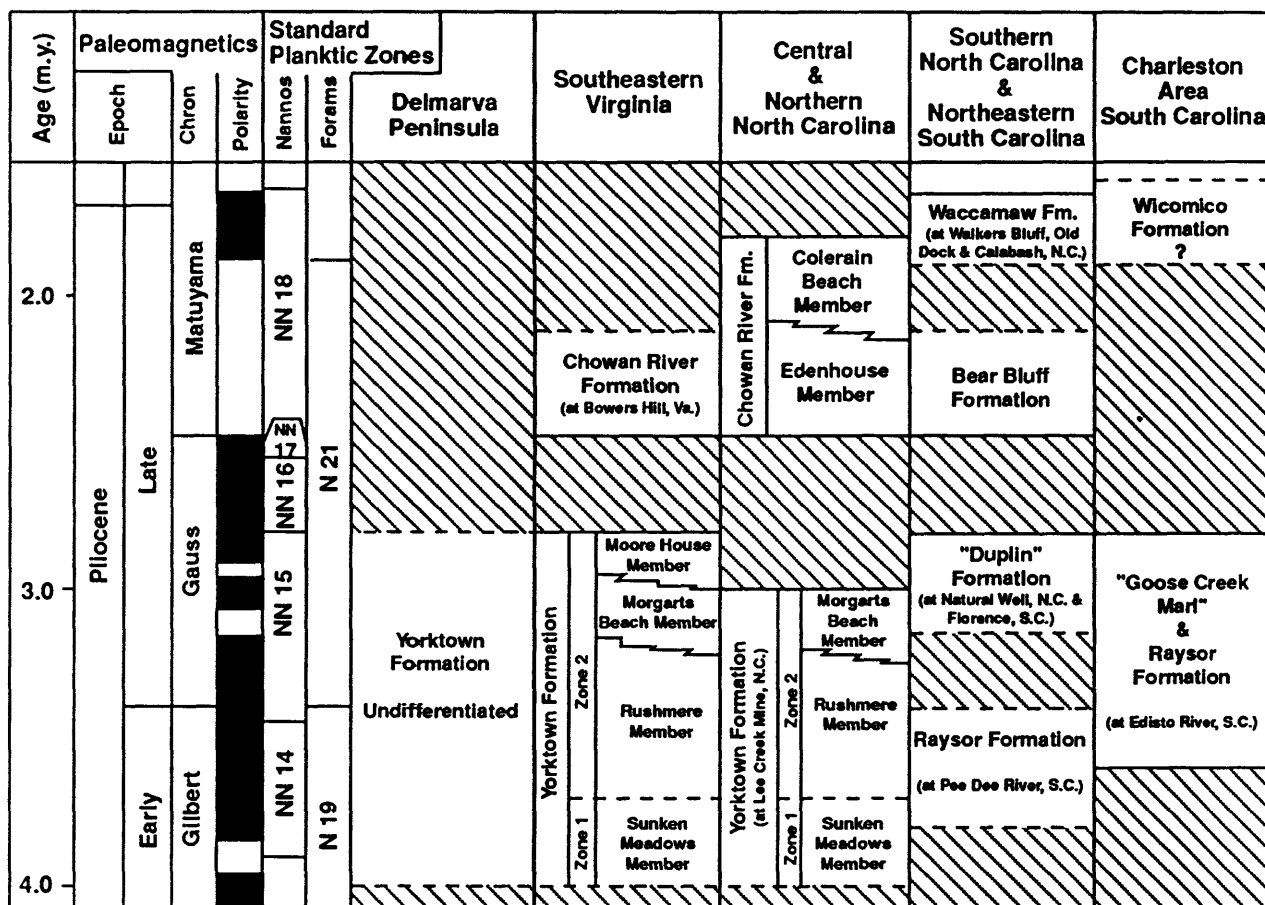 Age (m.y.)
Paleomagnetics
Epoch
Chron
Polarity
Standard
Planktic Zones
Nannos
Forams
Delmarva
Peninsula
Southeastern
Virginia
Central
&
Northern
North Carolina
Southern
North Carolina
&
Northeastern
South Carolina
Charleston
Area
South Carolina
2.0
3.0
4.0
Pliocene
Late
Early
Matuyama
Gauss
Gilbert
NN 18
NN
17
NN 16
NN 15
NN 14
N 21
N 19
Yorktown
Formation
Undifferentiated
Chowan River
Formation
(at Bowers Hill, Va.)
Yorktown Formation
Zone 2
Zone 1
Moore House
Member
Morgarts
Beach Member
Rushmere
Member
Sunken
Meadows
Member
Chowan River Fm.
Colerain
Beach
Member
Edenhouse
Member
Yorktown Formation
(at Lee Creek Mine, N.C.)
Zone 2
Zone 1
Morgarts
Beach
Member
Rushmere
Member
Sunken
Meadows
Member
Waccamaw Fm.
(at Walkers Bluff, Old
Dock & Calabash, N.C.)
Bear Bluff
Formation
"Duplin"
Formation
(at Natural Well, N.C. &
Florence, S.C.)
Raysor Formation
(at Pee Dee River, S.C.)
Wicomico
Formation
?
"Goose Creek
Marl"
&
Raysor
Formation
(at Edisto River, S.C.)